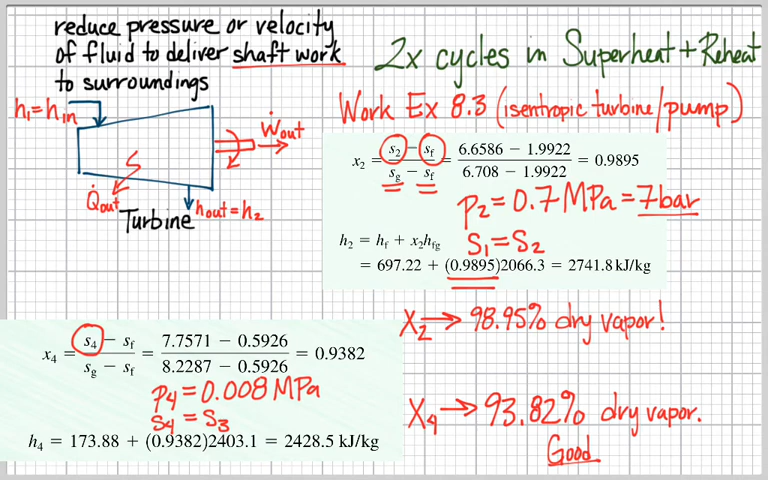 reduce pressure or velocity
of fluid to deliver shaft work
to surroundings
h₁=hin
Ẇout
Q̇out
Turbine
hout=h₂
2x cycles in Superheat+Reheat
Work Ex 8.3 (isentropic turbine/pump)
x₂ = (s₂ − sf)/(sg − sf) = (6.6586 − 1.9922)/(6.708 − 1.9922) = 0.9895
P₂=0.7 MPa=7bar
h₂ = hf + x₂hfg
S₁=S₂
= 697.22 + (0.9895)2066.3 = 2741.8 kJ/kg
X₂→98.95% dry vapor!
x₄ = (s₄ − sf)/(sg − sf) = (7.7571 − 0.5926)/(8.2287 − 0.5926) = 0.9382
P₄=0.008 MPa
S₄=S₃
h₄ = 173.88 + (0.9382)2403.1 = 2428.5 kJ/kg
X₄→93.82% dry vapor.
Good